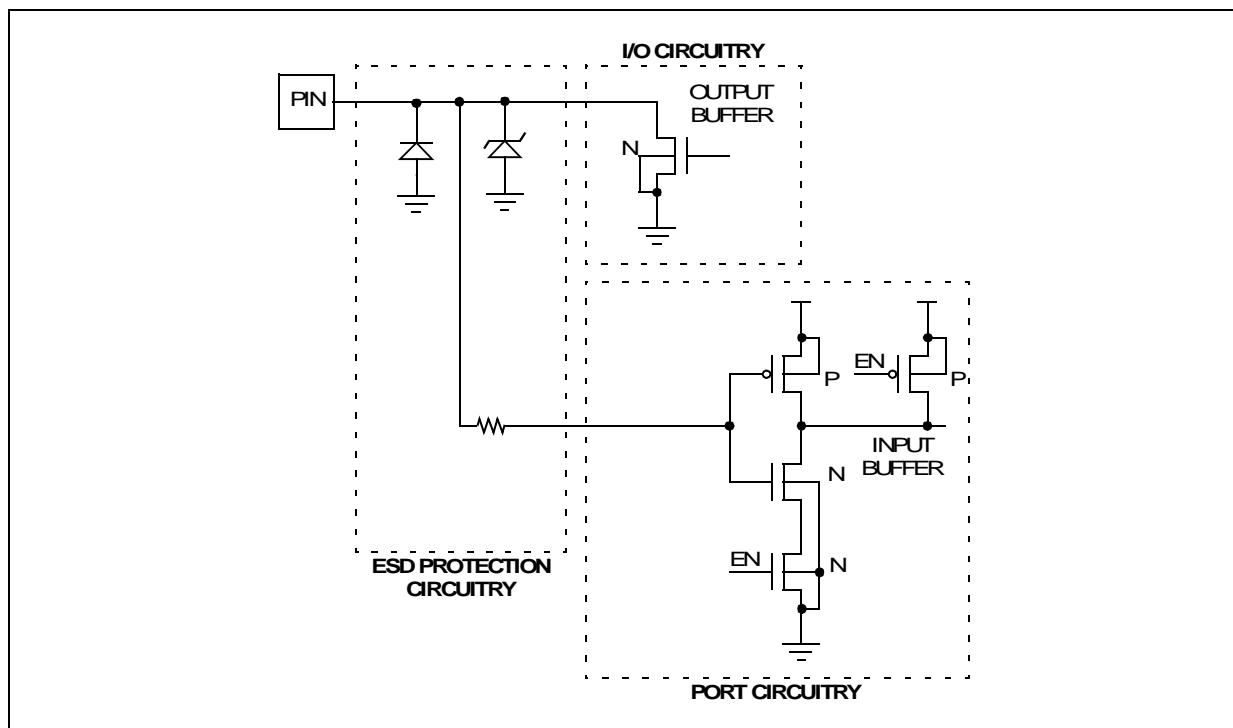 I/O CIRCUITRY
PIN
OUTPUT
BUFFER
N
EN
P
P
INPUT
BUFFER
N
EN
N
ESD PROTECTION
CIRCUITRY
PORT CIRCUITRY